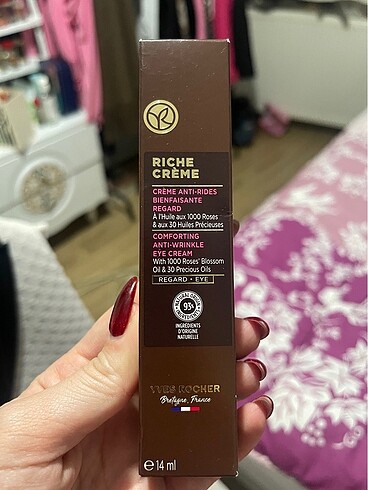 RICHE
CRÈME
CRÈME ANTI-RIDES
BIENFAISANTE
REGARD
À l'Huile aux 1000 Roses
& aux 30 Huiles Précieuses
COMFORTING
ANTI-WRINKLE
EYE CREAM
With 1000 Roses' Blossom
Oil & 30 Precious Oils
REGARD • EYE
93%
INGRÉDIENTS
D'ORIGINE
NATURELLE
YVES ROCHER
Bretagne, France
℮ 14 ml